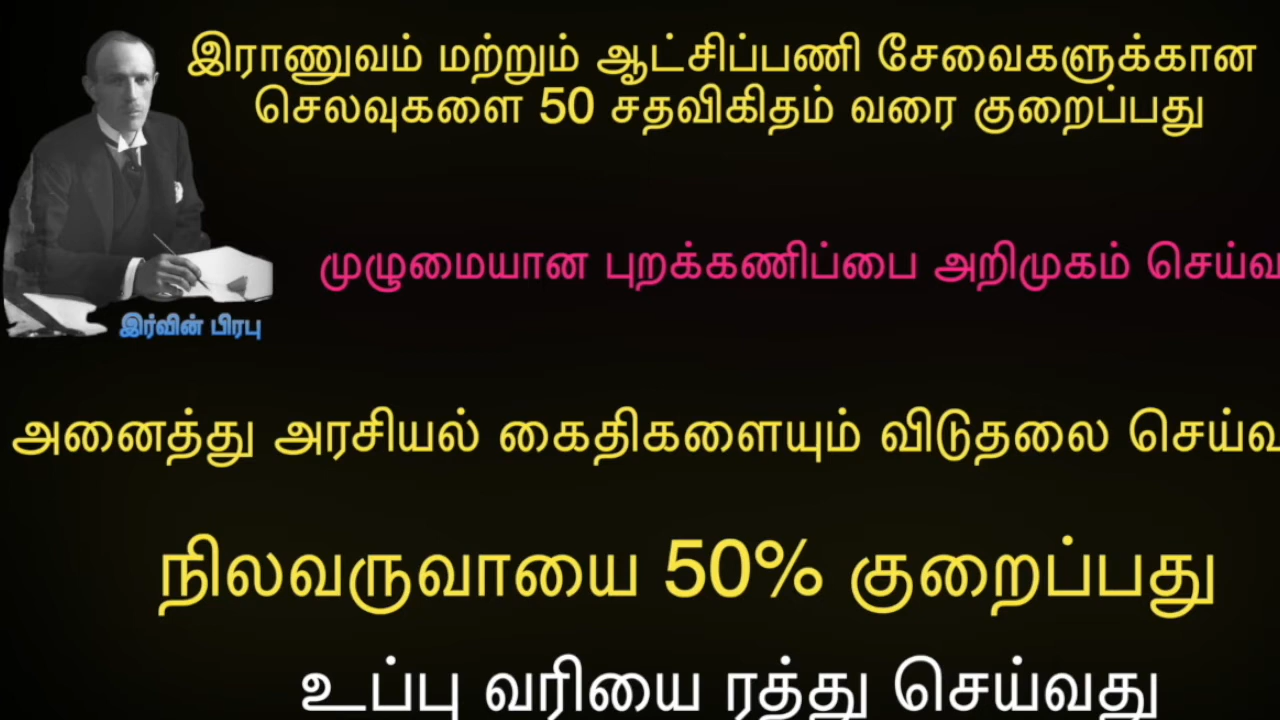 இராணுவம் மற்றும் ஆட்சிப்பணி சேவைகளுக்கான
செலவுகளை 50 சதவிகிதம் வரை குறைப்பது
முழுமையான புறக்கணிப்பை அறிமுகம்
இர்வின் பிரபு
அனைத்து அரசியல் கைதிகளையும் விடுதலை
நிலவருவாயை 50% குறைப்பது
உப்பு வரியை ரத்து செய்வது